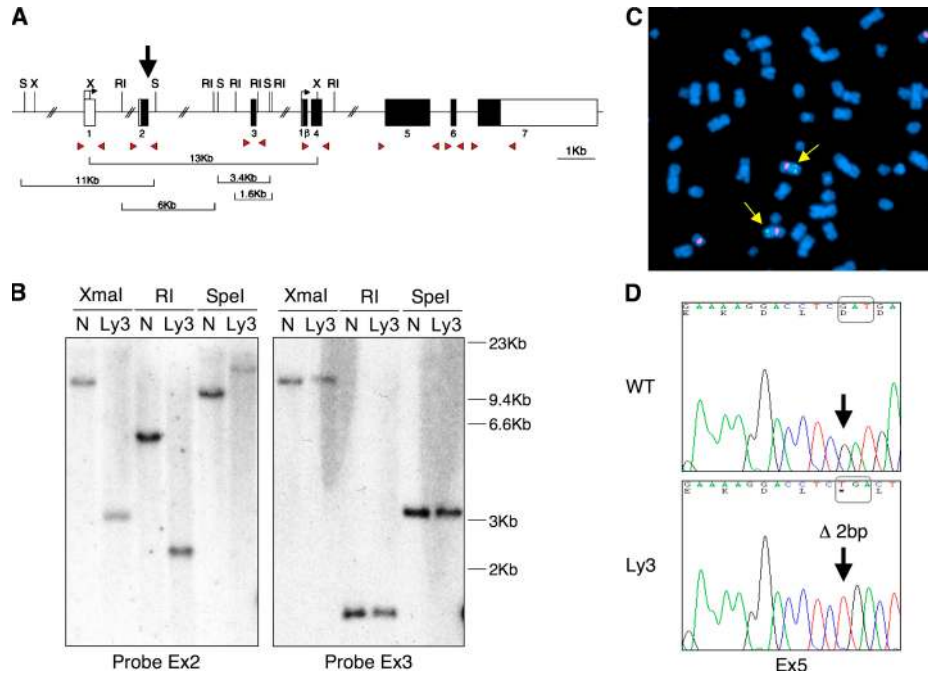 A
S X X RI S RI S RI RI S RI X RI
1 2 3 1β 4 5 6 7
13Kb 1Kb
11Kb 3.4Kb
1.6Kb
6Kb
B
XmaI RI SpeI XmaI RI SpeI
N Ly3 N Ly3 N Ly3 N Ly3 N Ly3 N Ly3
23Kb
9.4Kb
6.6Kb
3Kb
2Kb
Probe Ex2 Probe Ex3
C
D
G A A A A G G A C C T C G A T G A
E K D L D D
WT
G A A A A G G A C C T C T G A C T
E K D L * L
Δ 2bp
Ly3
Ex5